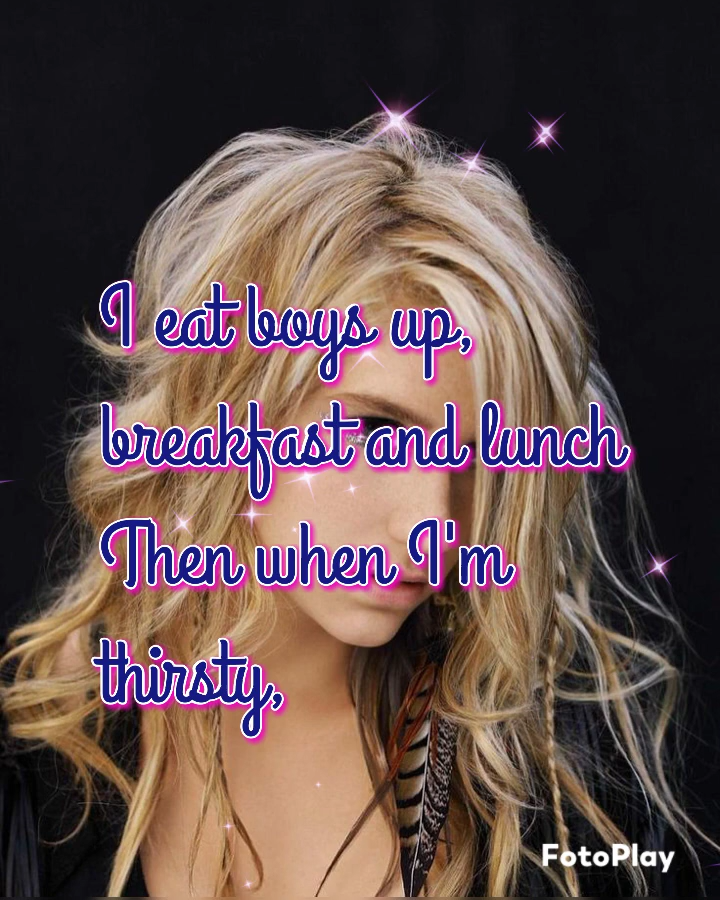 I eat boys up,
breakfast and lunch
Then when I'm
thirsty,
FotoPlay